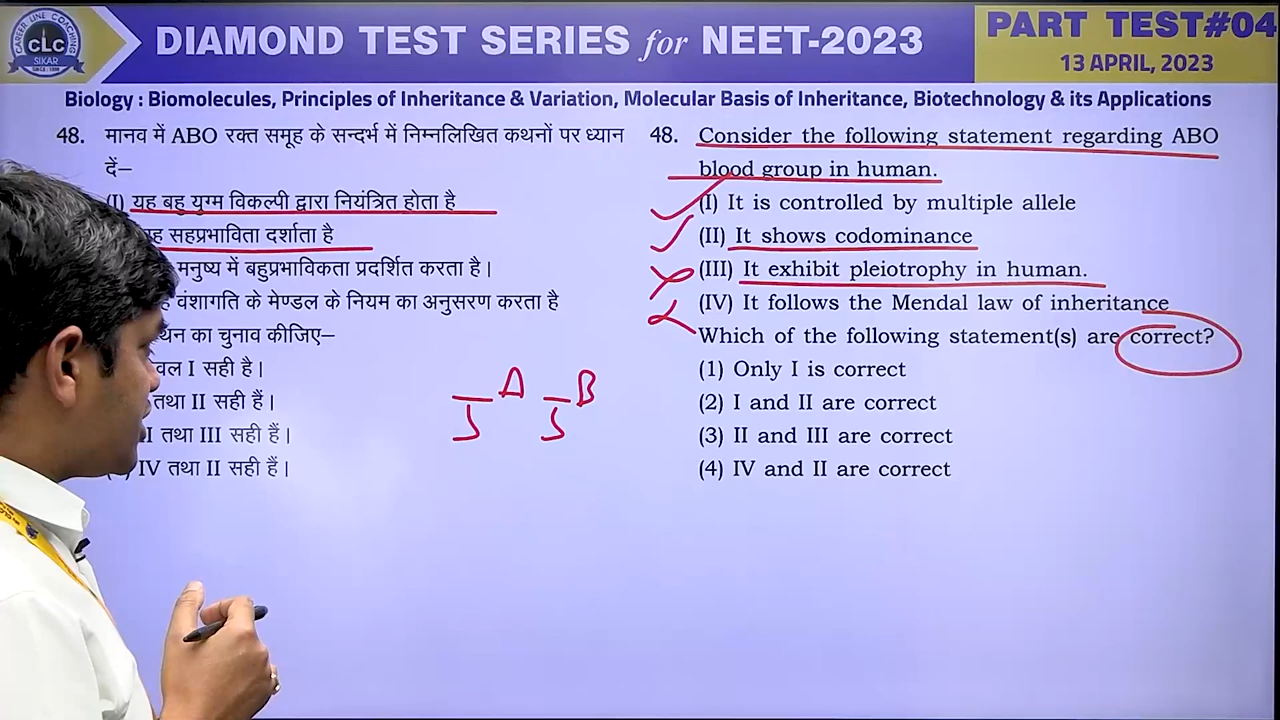 CAREER LINE COACHING
CLC
SIKAR
DIAMOND TEST SERIES for NEET-2023
PART TEST#04
13 APRIL, 2023
Biology : Biomolecules, Principles of Inheritance & Variation, Molecular Basis of Inheritance, Biotechnology & its Applications
48. मानव में ABO रक्त समूह के सन्दर्भ में निम्नलिखित कथनों पर ध्यान
दें–
(I) यह बहु युग्म विकल्पी द्वारा नियंत्रित होता है
सहप्रभाविता दर्शाता है
मनुष्य में बहुप्रभाविकता प्रदर्शित करता है।
वंशागति के मेण्डल के नियम का अनुसरण करता है
का चुनाव कीजिए–
I सही है।
तथा II सही हैं।
तथा III सही हैं।
IV तथा II सही हैं।
I^A I^B
48. Consider the following statement regarding ABO
blood group in human.
(I) It is controlled by multiple allele
(II) It shows codominance
(III) It exhibit pleiotrophy in human.
(IV) It follows the Mendal law of inheritance
Which of the following statement(s) are correct?
(1) Only I is correct
(2) I and II are correct
(3) II and III are correct
(4) IV and II are correct